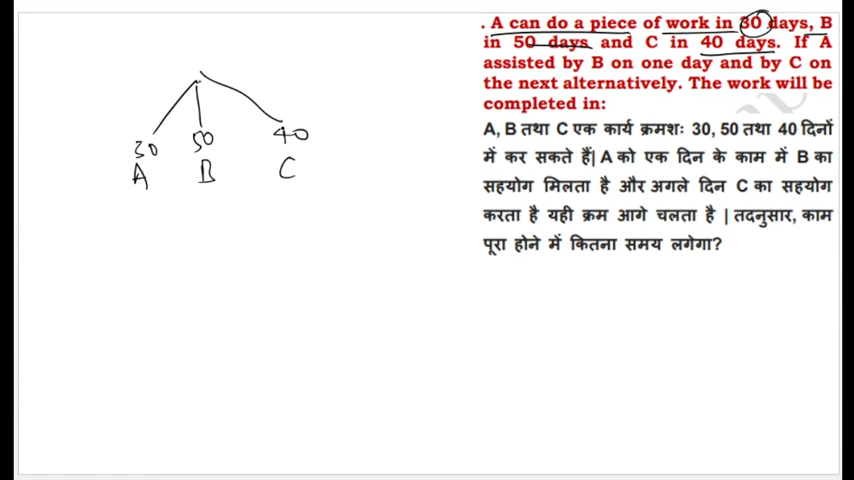 . A can do a piece of work in 30 days, B
in 50 days and C in 40 days. If A
assisted by B on one day and by C on
the next alternatively. The work will be
completed in:
A, B तथा C एक कार्य क्रमशः 30, 50 तथा 40 दिनों
में कर सकते हैं| A को एक दिन के काम में B का
सहयोग मिलता है और अगले दिन C का सहयोग
करता है यही क्रम आगे चलता है | तदनुसार, काम
पूरा होने में कितना समय लगेगा?
30 50 40
A B C